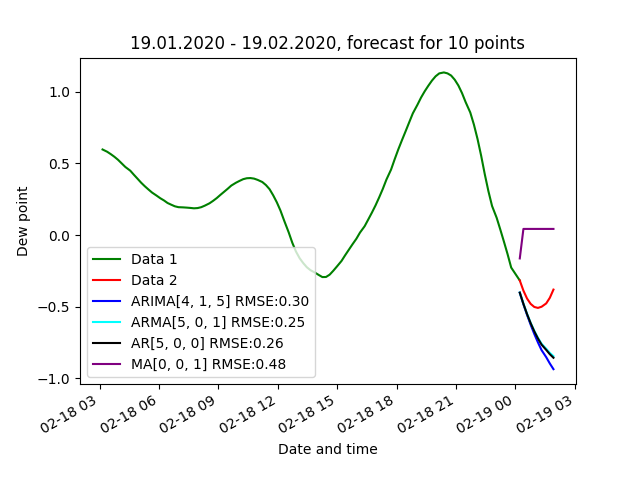 19.01.2020 - 19.02.2020, forecast for 10 points
Dew point
1.0
0.5
0.0
−0.5
−1.0
Data 1
Data 2
ARIMA[4, 1, 5] RMSE:0.30
ARMA[5, 0, 1] RMSE:0.25
AR[5, 0, 0] RMSE:0.26
MA[0, 0, 1] RMSE:0.48
02-18 03
02-18 06
02-18 09
02-18 12
02-18 15
02-18 18
02-18 21
02-19 00
02-19 03
Date and time